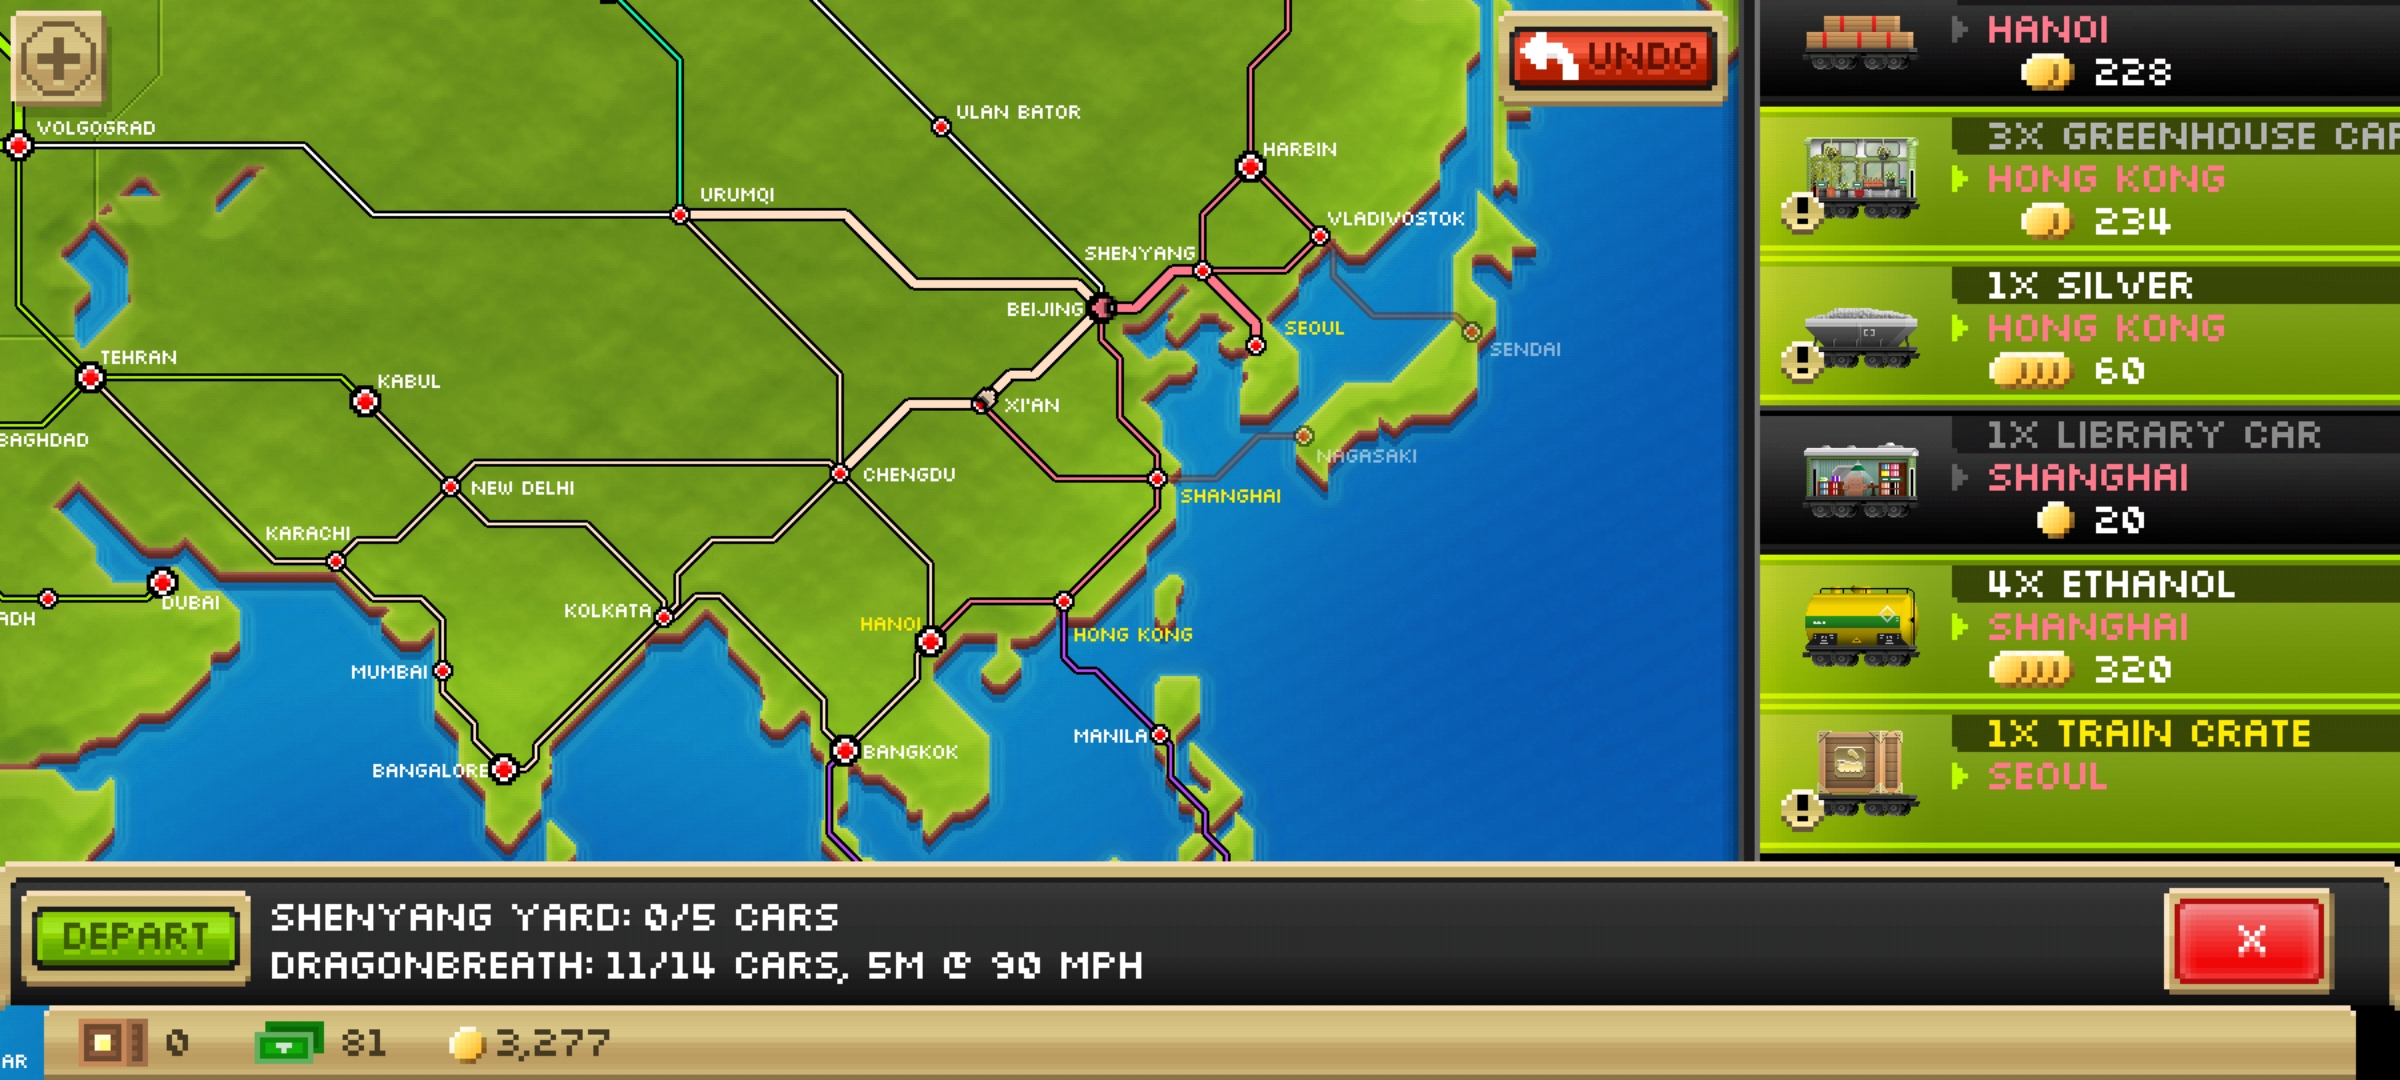 UNDO
ULAN BATOR
VOLGOGRAD
HARBIN
URUMQI
VLADIVOSTOK
SHENYANG
BEIJING
SEOUL
SENDAI
TEHRAN
KABUL
XI'AN
BAGHDAD
NAGASAKI
CHENGDU
NEW DELHI
SHANGHAI
KARACHI
DUBAI
KOLKATA
ADH
HANOI
HONG KONG
MUMBAI
MANILA
BANGKOK
BANGALORE
HANOI
228
3X GREENHOUSE CAR
HONG KONG
234
1X SILVER
HONG KONG
60
1X LIBRARY CAR
SHANGHAI
20
4X ETHANOL
SHANGHAI
320
1X TRAIN CRATE
SEOUL
DEPART
SHENYANG YARD: 0/5 CARS
DRAGONBREATH: 11/14 CARS, 5M @ 90 MPH
X
AR
0
81
3,277